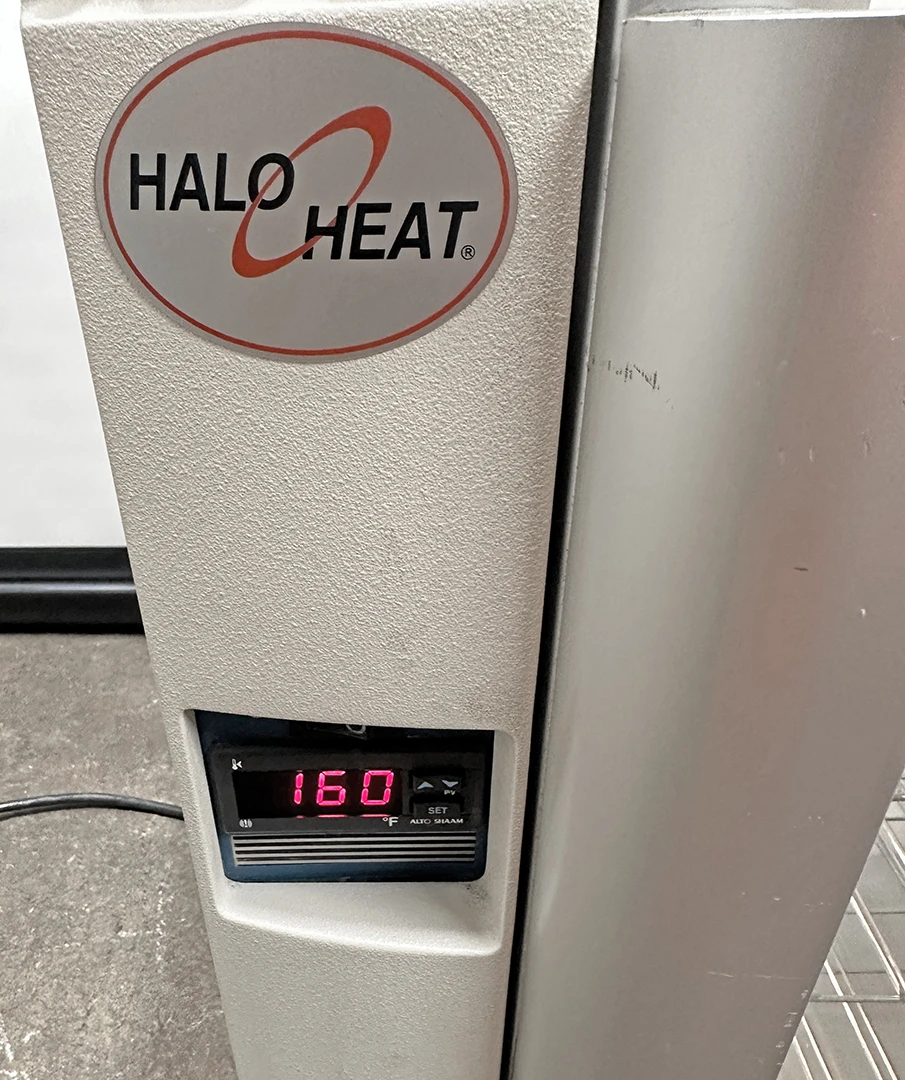 HALO
HEAT®
160
°F
SET
ALTO SHAAM